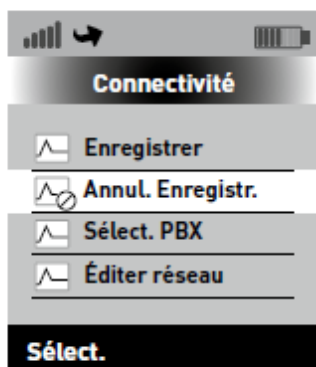 Connectivité
Enregistrer
Annul. Enregistr.
Sélect. PBX
Éditer réseau
Sélect.